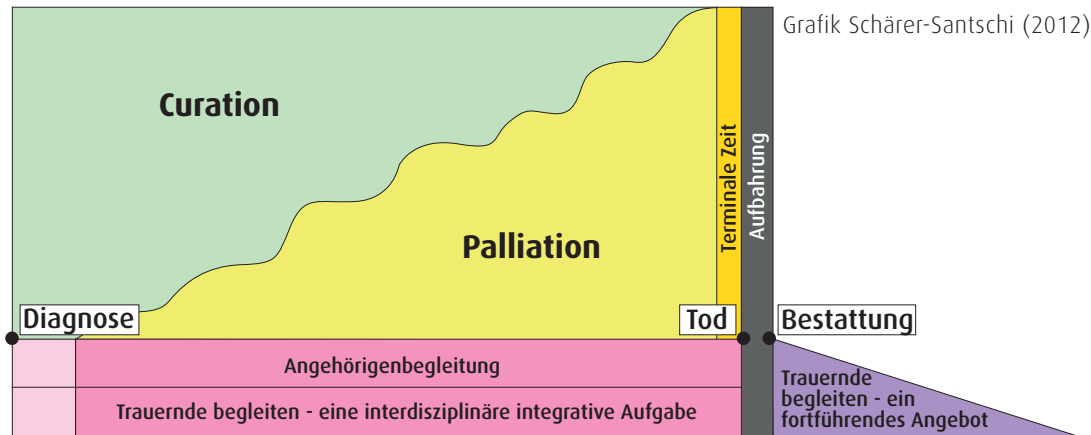 Grafik Schärer-Santschi (2012)
Curation
Palliation
Terminale Zeit
Aufbahrung
Diagnose
Tod
Bestattung
Angehörigenbegleitung
Trauernde begleiten - eine interdisziplinäre integrative Aufgabe
Trauernde
begleiten - ein
fortführendes Angebot